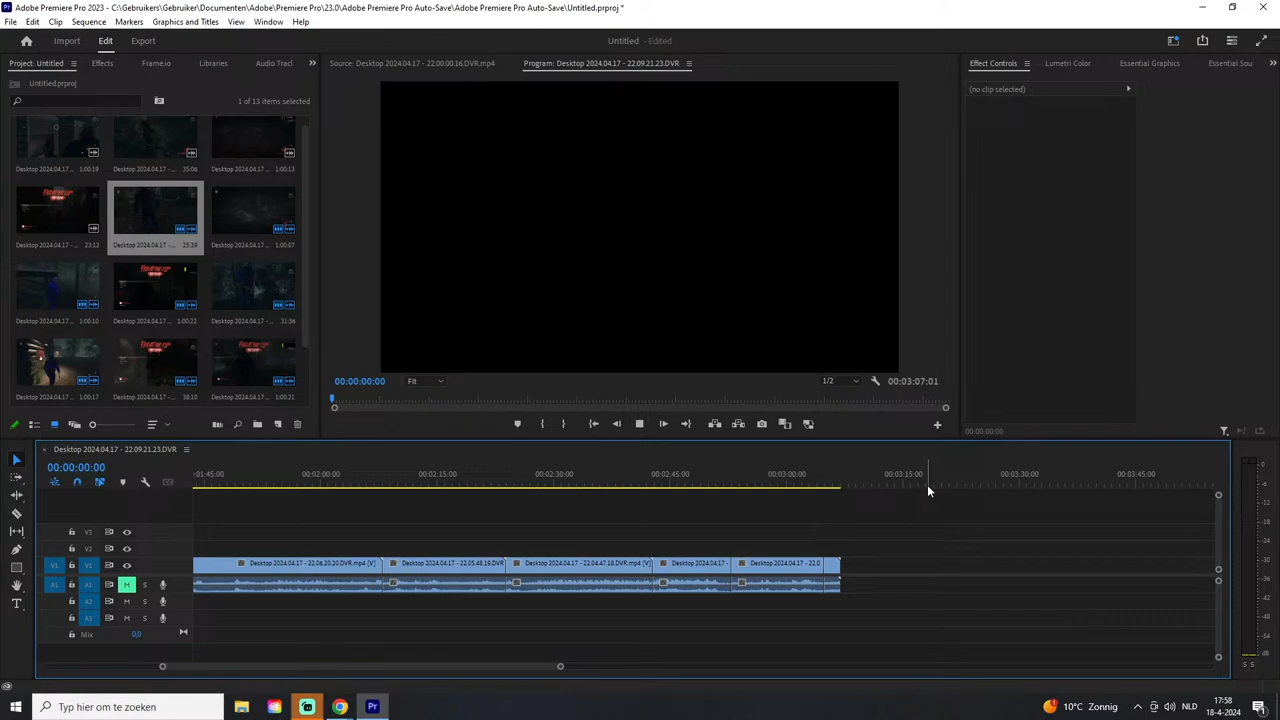 Adobe Premiere Pro 2023 - C:\Gebruikers\Gebruiker\Documenten\Adobe\Premiere Pro\23.0\Adobe Premiere Pro Auto-Save\Adobe Premiere Pro Auto-Save\Untitled.prproj *
File Edit Clip Sequence Markers Graphics and Titles View Window Help
Import Edit Export
Untitled - Edited
Project: Untitled Effects Frame.io Libraries Audio Tracl
Source: Desktop 2024.04.17 - 22.00.00.16.DVR.mp4 Program: Desktop 2024.04.17 - 22.09.21.23.DVR
Effect Controls Lumetri Color Essential Graphics Essential Sou
Untitled.prproj
(no clip selected)
1 of 13 items selected
Desktop 2024.04.17 ... 1:00:19 Desktop 2024.04.17 - ... 35:06 Desktop 2024.04.17 ... 1:00:13
Desktop 2024.04.17 -... 23:12 Desktop 2024.04.17 - ... 25:39 Desktop 2024.04.17 ... 1:00:07
Desktop 2024.04.17 ... 1:00:10 Desktop 2024.04.17 ... 1:00:22 Desktop 2024.04.17 ... 31:36
Desktop 2024.04.17 ... 1:00:17 Desktop 2024.04.17 ... 38:10 Desktop 2024.04.17 ... 1:00:21
00:00:00:00 Fit 1/2 00:03:07:01
00:00:00:00
Desktop 2024.04.17 - 22.09.21.23.DVR
00:00:00:00
:01:45:00 00:02:00:00 00:02:15:00 00:02:30:00 00:02:45:00 00:03:00:00 00:03:15:00 00:03:30:00 00:03:45:00
V3
V2
V1 V1 Desktop 2024.04.17 - 22.06.20.20.DVR.mp4 [V] Desktop 2024.04.17 - 22.05.48.19.DVR Desktop 2024.04.17 - 22.04.47.18.DVR.mp4 [V] Desktop 2024.04.17 - Desktop 2024.04.17 - 22.0
A1 A1 M S
A2 M S
A3 M S
Mix 0,0
S S
dB
Typ hier om te zoeken
10°C Zonnig NLD
17:58
18-4-2024